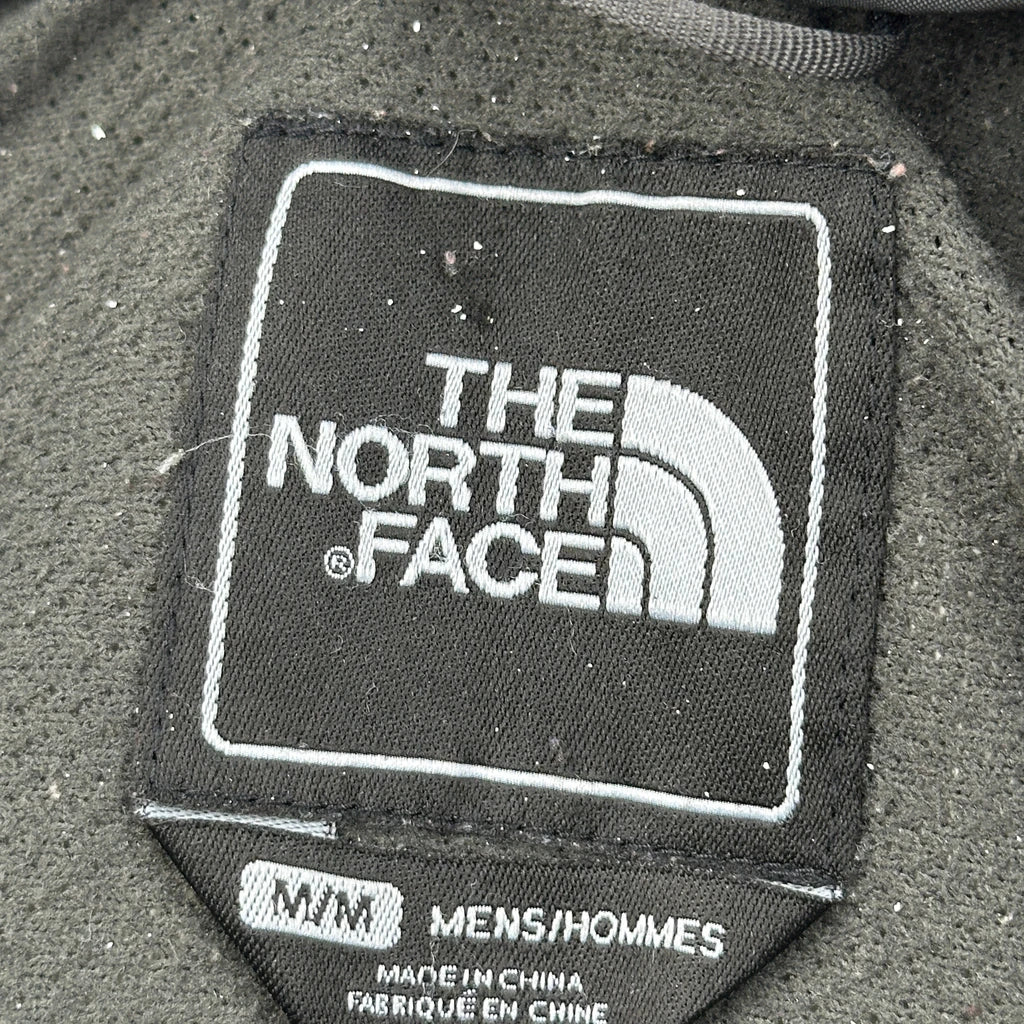 THE
NORTH
®FACE
M/M MENS/HOMMES
MADE IN CHINA
FABRIQUÉ EN CHINE